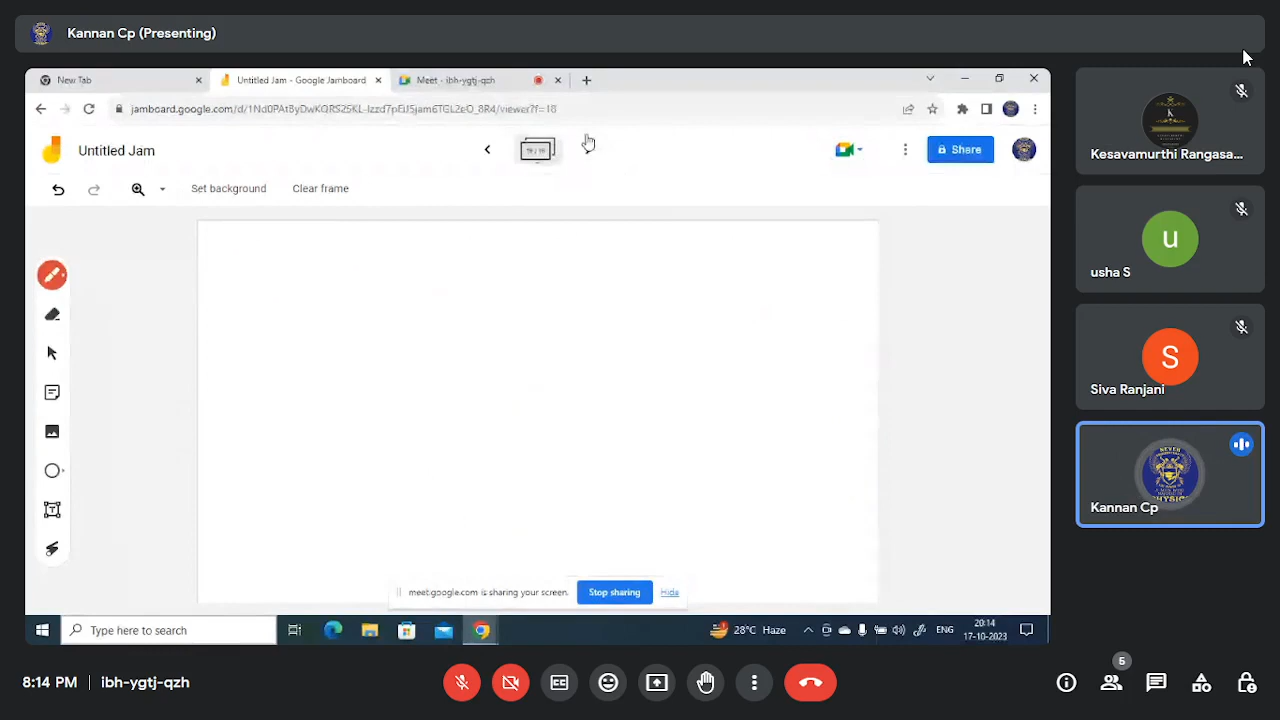 Kannan Cp (Presenting)
New Tab
Untitled Jam - Google Jamboard
Meet - ibh-ygtj-qzh
Untitled Jam
Share
Set background
Clear frame
meet.google.com is sharing your screen.
Stop sharing
Hide
Type here to search
28°C Haze
ENG
20:14
17-10-2023
Kesavamurthi Rangasa...
u
usha S
S
Siva Ranjani
Kannan Cp
8:14 PM
ibh-ygtj-qzh
5